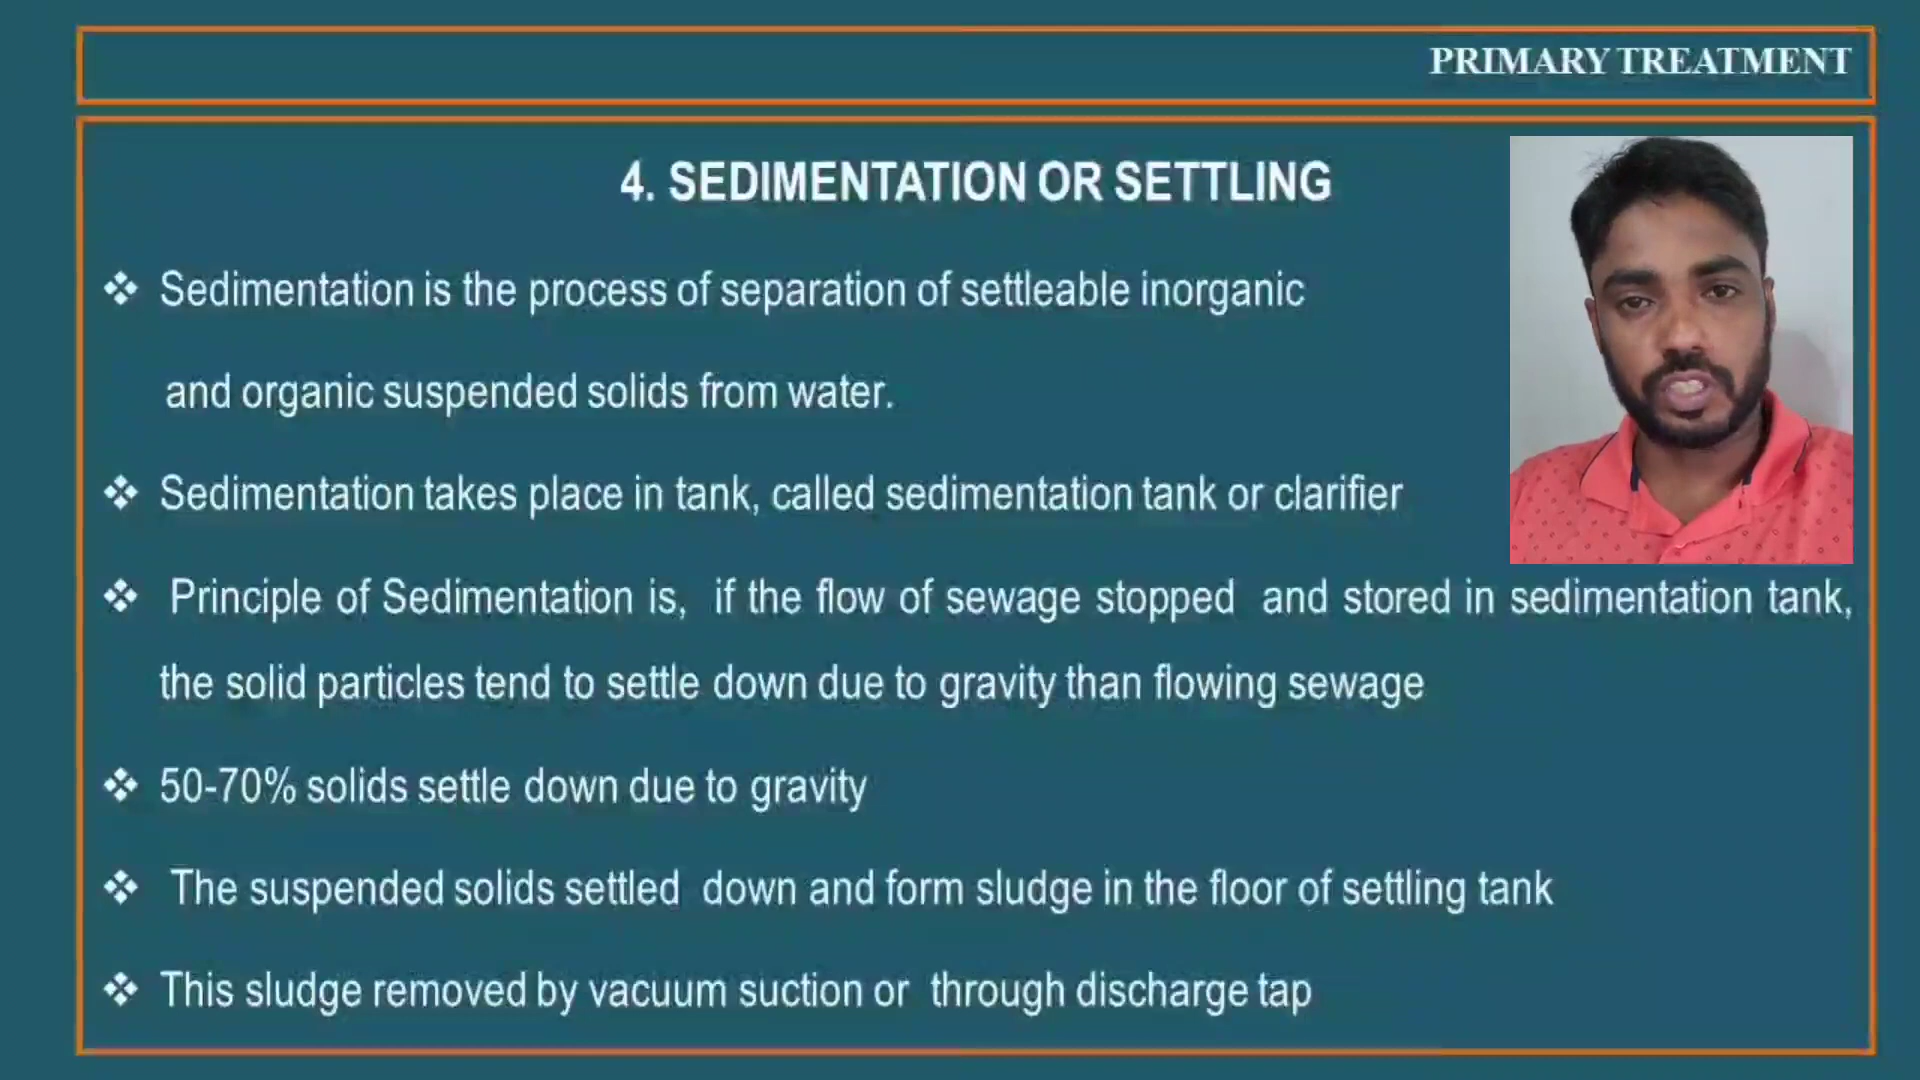 PRIMARY TREATMENT
4. SEDIMENTATION OR SETTLING
❖ Sedimentation is the process of separation of settleable inorganic
and organic suspended solids from water.
❖ Sedimentation takes place in tank, called sedimentation tank or clarifier
❖ Principle of Sedimentation is, if the flow of sewage stopped and stored in sedimentation tank,
the solid particles tend to settle down due to gravity than flowing sewage
❖ 50-70% solids settle down due to gravity
❖ The suspended solids settled down and form sludge in the floor of settling tank
❖ This sludge removed by vacuum suction or through discharge tap